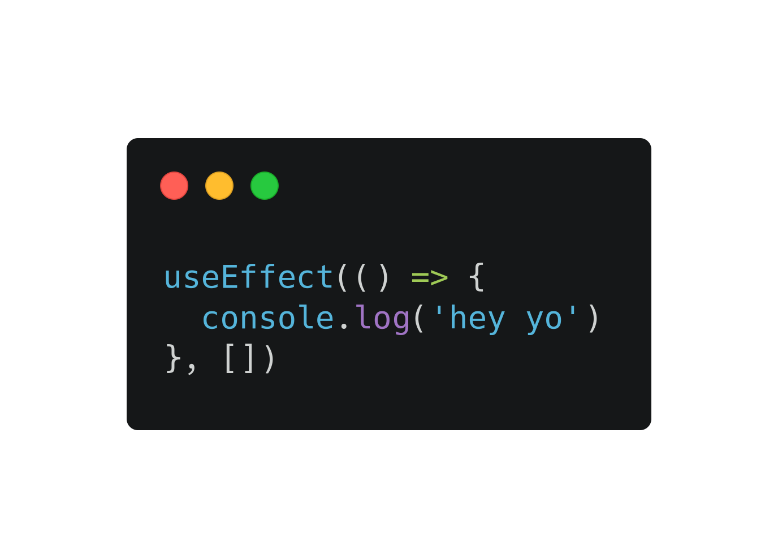 useEffect(() => {
  console.log('hey yo')
}, [])